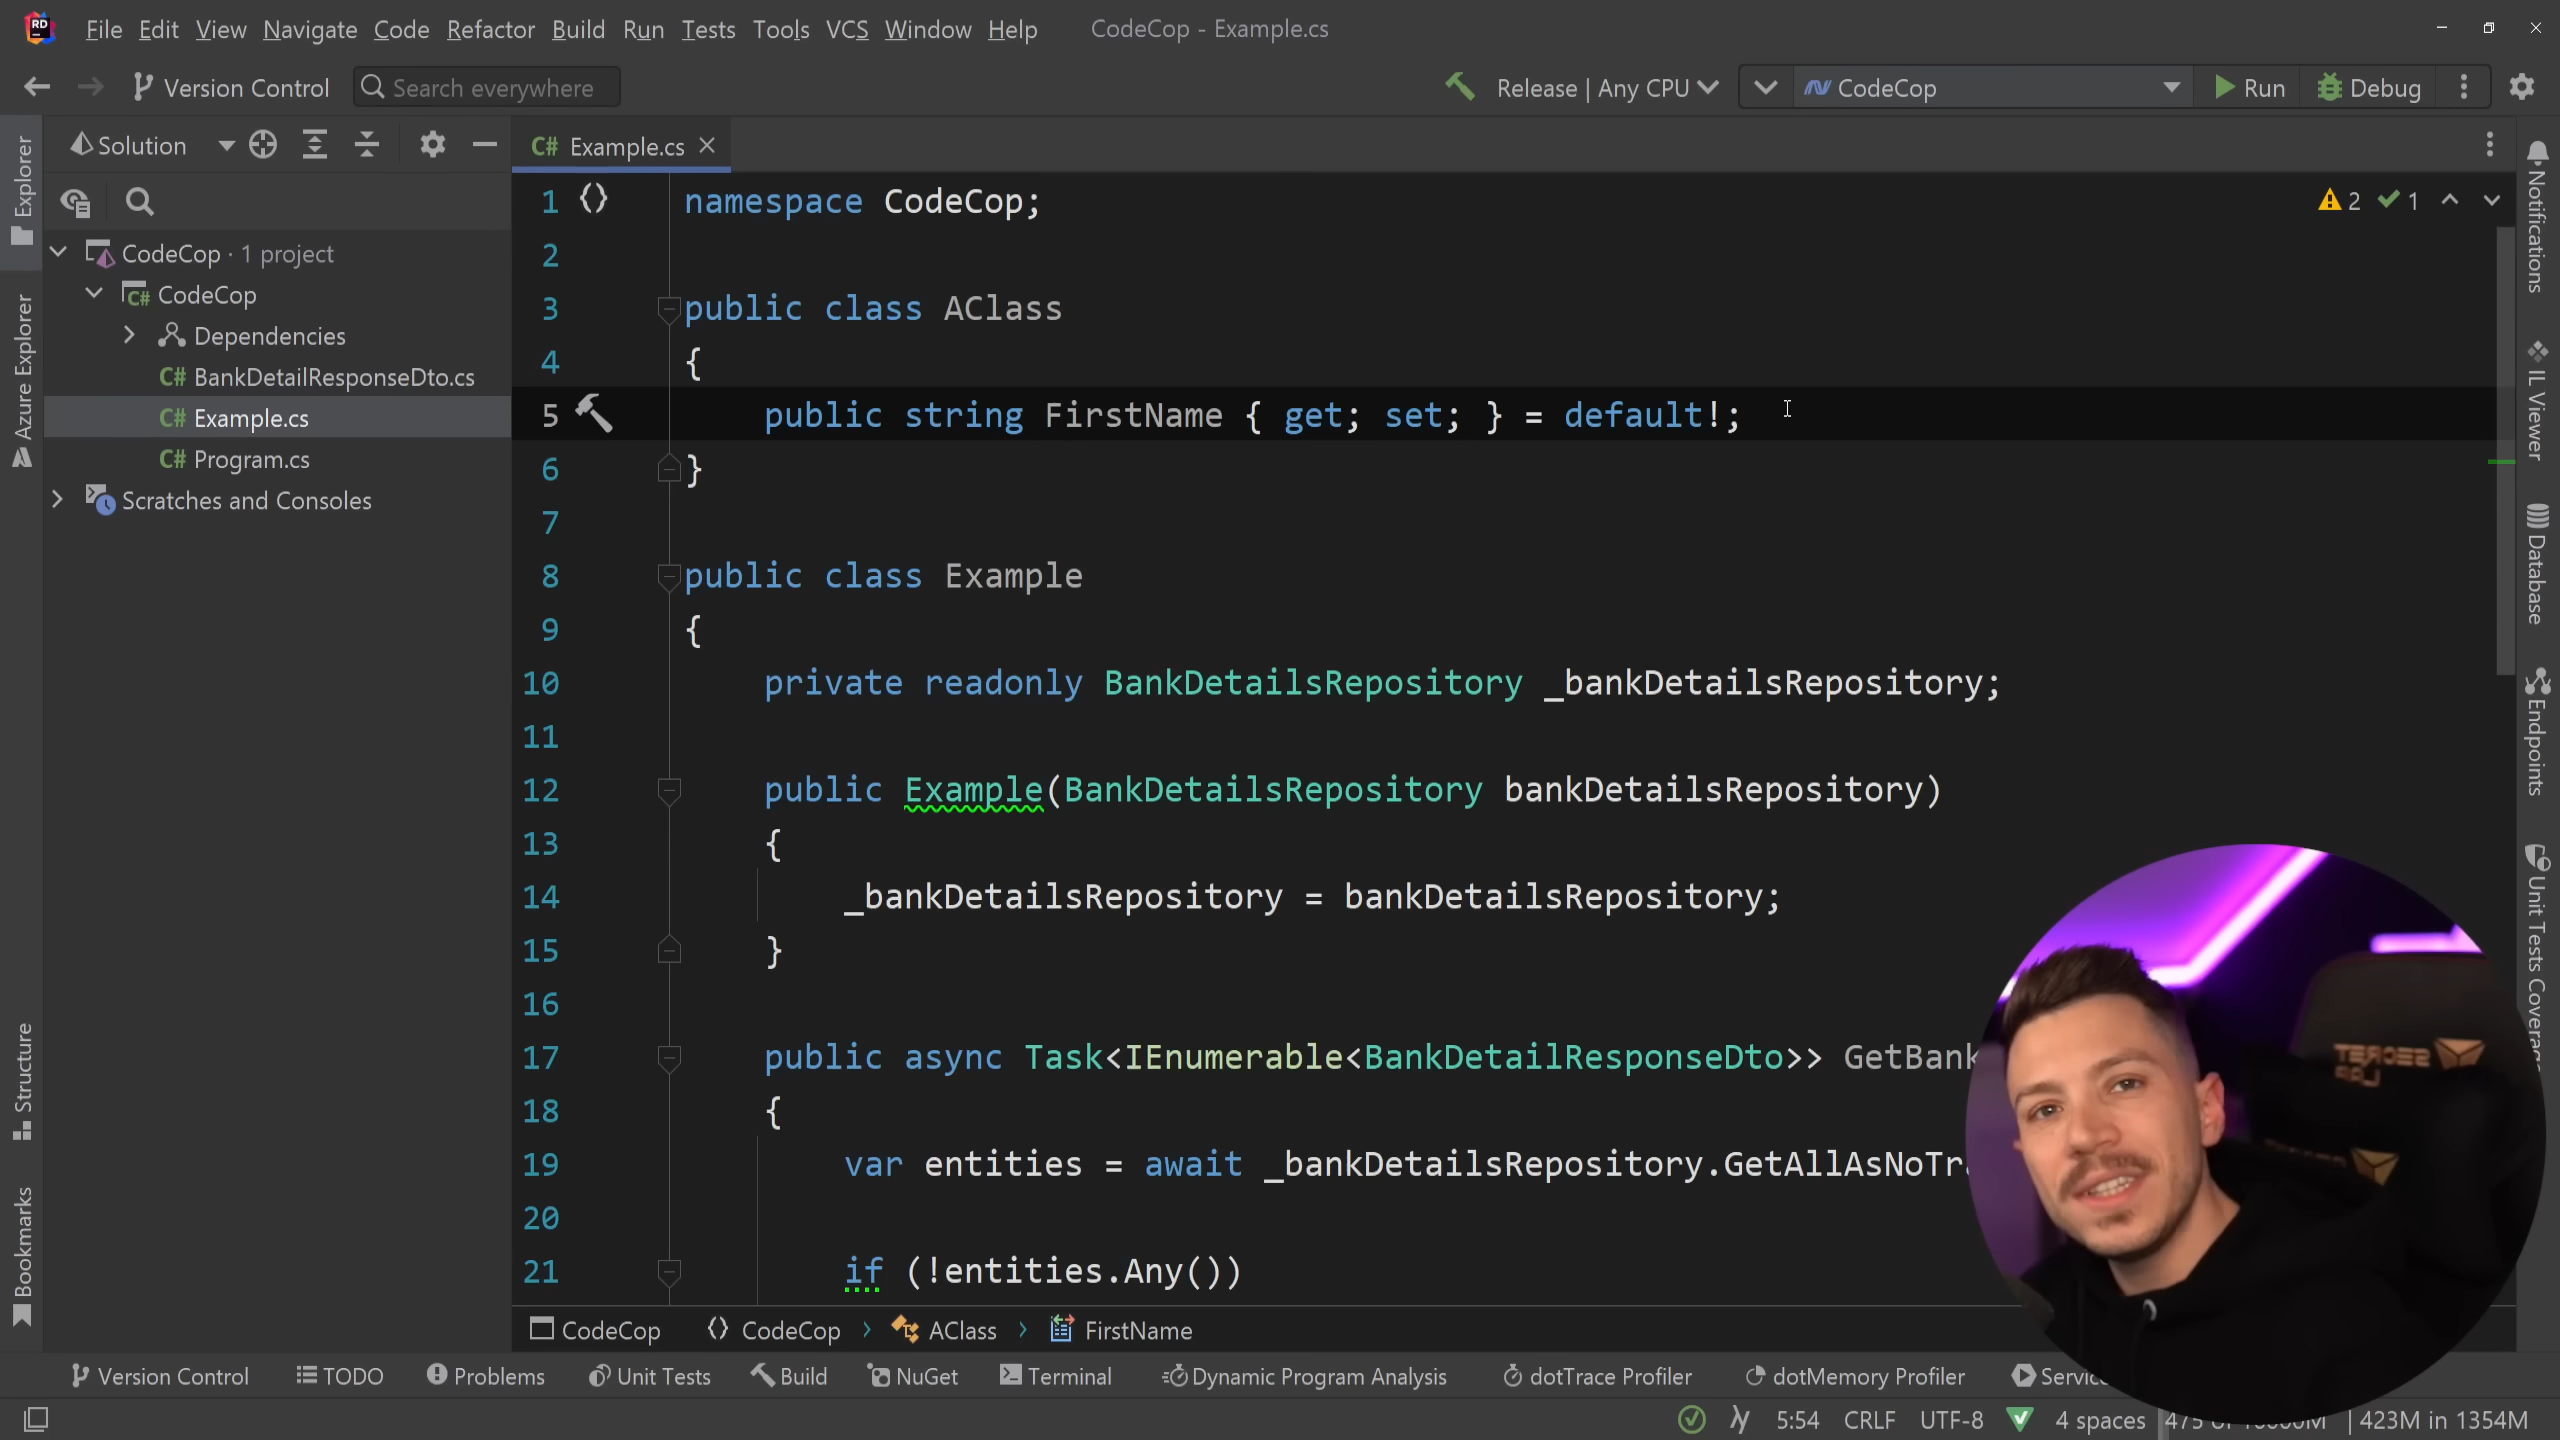 File Edit View Navigate Code Refactor Build Run Tests Tools VCS Window Help CodeCop - Example.cs
Version Control Search everywhere Release | Any CPU CodeCop Run Debug
Explorer
Azure Explorer
Structure
Bookmarks
Solution
CodeCop · 1 project
CodeCop
Dependencies
C# BankDetailResponseDto.cs
C# Example.cs
C# Program.cs
Scratches and Consoles
C# Example.cs
1 namespace CodeCop;
2
3 public class AClass
4 {
5 public string FirstName { get; set; } = default!;
6 }
7
8 public class Example
9 {
10 private readonly BankDetailsRepository _bankDetailsRepository;
11
12 public Example(BankDetailsRepository bankDetailsRepository)
13 {
14 _bankDetailsRepository = bankDetailsRepository;
15 }
16
17 public async Task<IEnumerable<BankDetailResponseDto>> GetBank
18 {
19 var entities = await _bankDetailsRepository.GetAllAsNoTr
20
21 if (!entities.Any())
2 1
Notifications
IL Viewer
Database
Endpoints
Unit Tests Coverag
CodeCop CodeCop AClass FirstName
Version Control TODO Problems Unit Tests Build NuGet Terminal Dynamic Program Analysis dotTrace Profiler dotMemory Profiler Servic
5:54 CRLF UTF-8 4 spaces 423M in 1354M